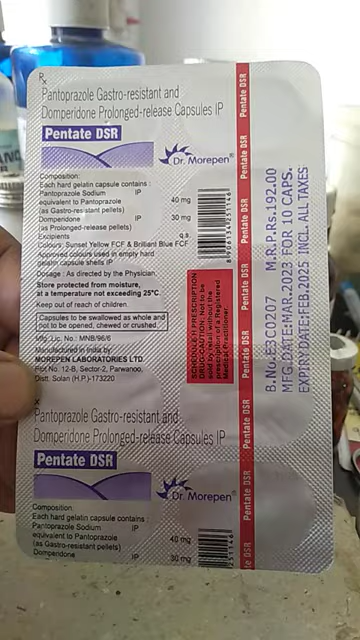 Rx
Pantoprazole Gastro-resistant and
Domperidone Prolonged-release Capsules IP
Pentate DSR
Dr. Morepen®
Composition:
Each hard gelatin capsule contains :
Pantoprazole Sodium IP
equivalent to Pantoprazole 40 mg
(as Gastro-resistant pellets)
Domperidone IP 30 mg
(as Prolonged-release pellets)
Excipients q.s.
Colours: Sunset Yellow FCF & Brilliant Blue FCF
Approved colours used in empty hard
gelatin capsule shells IP
Dosage : As directed by the Physician.
Store protected from moisture,
at a temperature not exceeding 25°C.
Keep out of reach of children.
Capsules to be swallowed as whole and
not to be opened, chewed or crushed.
Mfg. Lic. No.: MNB/96/6
Manufactured in India by:
MOREPEN LABORATORIES LTD.
Plot No. 12-B, Sector-2, Parwanoo,
Distt. Solan (H.P.)-173220
SCHEDULE H PRESCRIPTION
DRUG-CAUTION: Not to be
sold by retail without the
prescription of a Registered
Medical Practitioner
Pentate DSR
Pentate DSR
Pentate DSR
Pentate DSR
Pentate DSR
Pentate DSR
B.No.ESC0207 M.R.P.Rs.192.00
MFG.DATE:MAR.2023 FOR 10 CAPS.
EXPIRY:FEB.2025 INCL. ALL TAXES
Pantoprazole Gastro-resistant and
Domperidone Prolonged-release Capsules IP
Pentate DSR
Dr. Morepen®
Composition:
Each hard gelatin capsule contains :
Pantoprazole Sodium IP
equivalent to Pantoprazole 40 mg
(as Gastro-resistant pellets)
Domperidone IP 30 mg